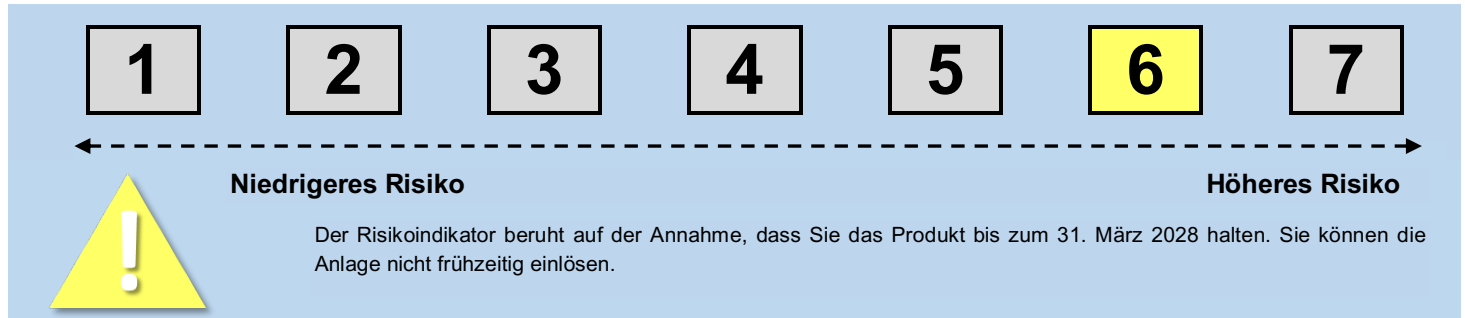 1 2 3 4 5 6 7
Niedrigeres Risiko Höheres Risiko
!
Der Risikoindikator beruht auf der Annahme, dass Sie das Produkt bis zum 31. März 2028 halten. Sie können die
Anlage nicht frühzeitig einlösen.